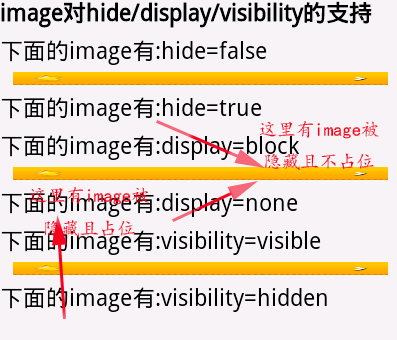 image对hide/display/visibility的支持
下面的image有:hide=false
下面的image有:hide=true
这里有image被
隐藏且不占位
下面的image有:display=block
下面的image有:display=none
这里有image被
隐藏且占位
下面的image有:visibility=visible
下面的image有:visibility=hidden